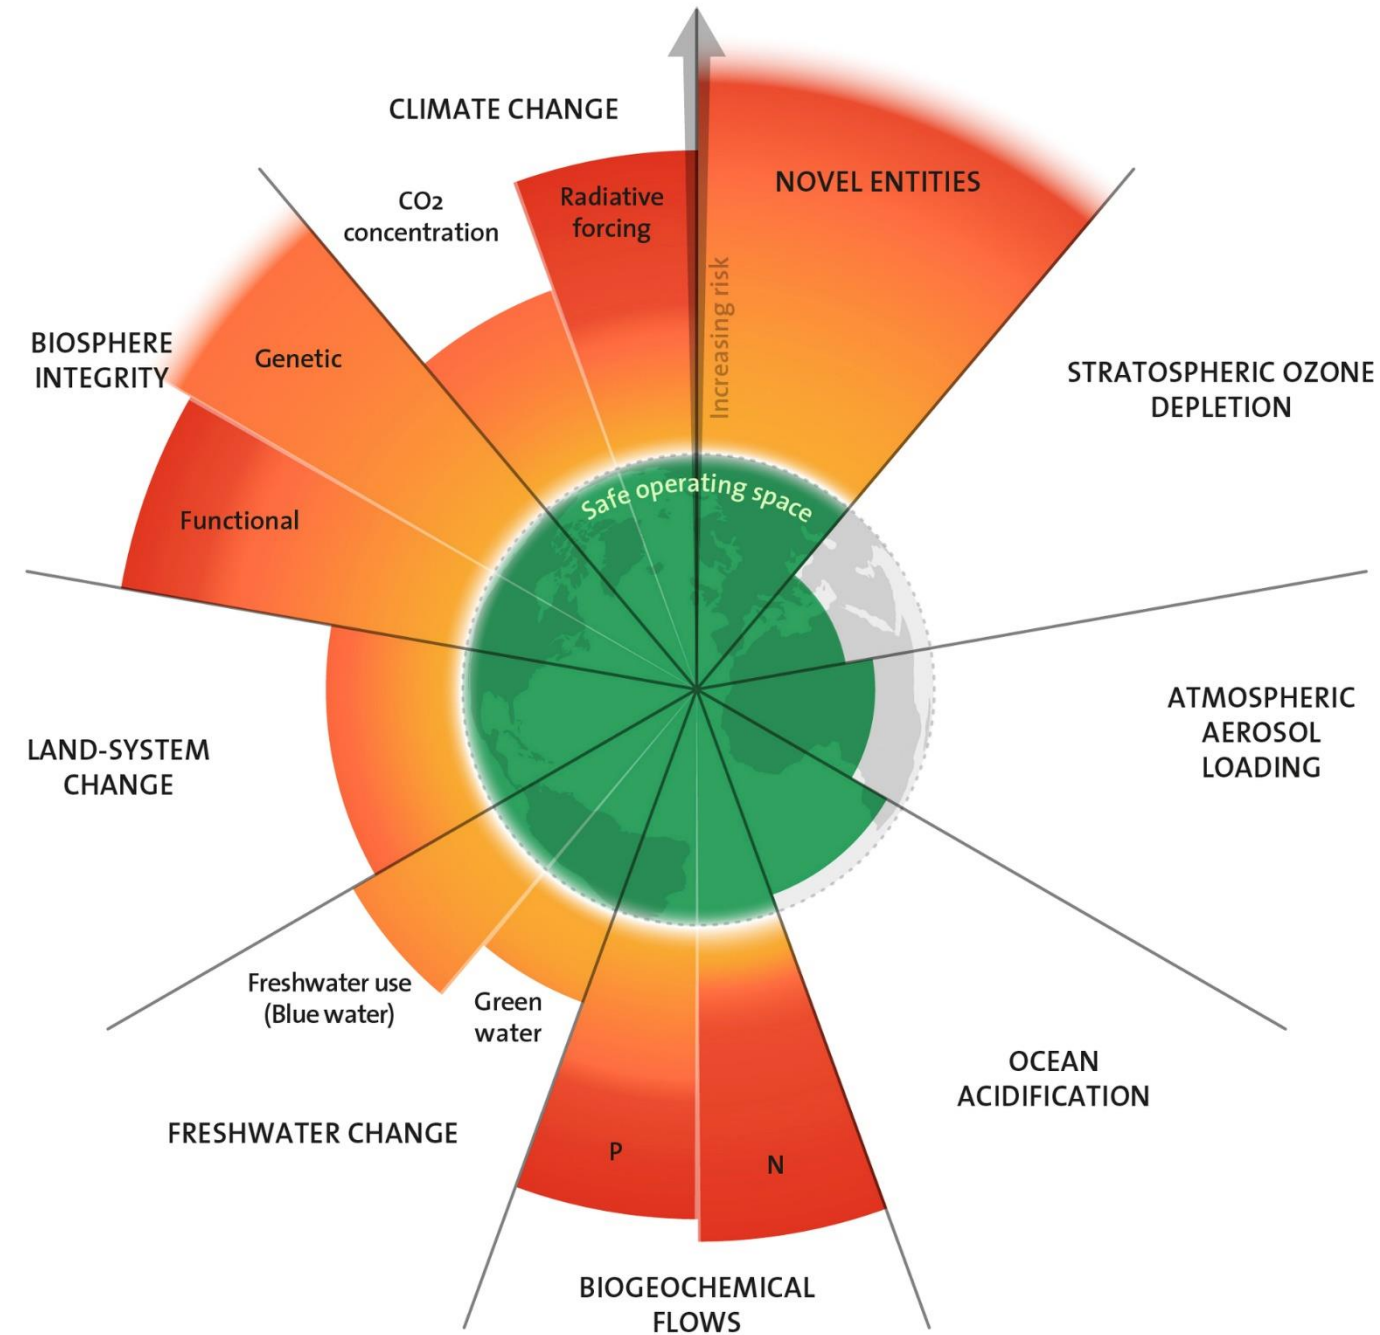 CLIMATE CHANGE
CO2
concentration
Radiative
forcing
NOVEL ENTITIES
Increasing risk
STRATOSPHERIC OZONE
DEPLETION
BIOSPHERE
INTEGRITY
Genetic
Functional
Safe operating space
ATMOSPHERIC
AEROSOL
LOADING
LAND-SYSTEM
CHANGE
Freshwater use
(Blue water)
Green
water
FRESHWATER CHANGE
P
N
OCEAN
ACIDIFICATION
BIOGEOCHEMICAL
FLOWS